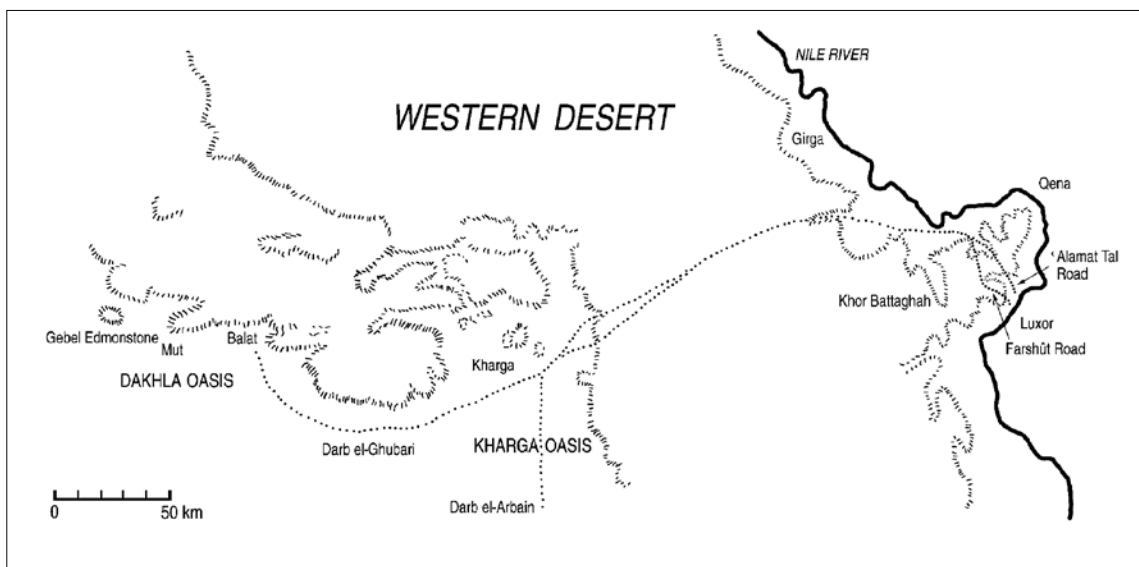 NILE RIVER
WESTERN DESERT
Girga
Qena
Alamat Tal
Road
Khor Battaghah
Luxor
Farshût Road
Gebel Edmonstone
Mut
Balat
Kharga
DAKHLA OASIS
Darb el-Ghubari
KHARGA OASIS
Darb el-Arbain
0 50 km